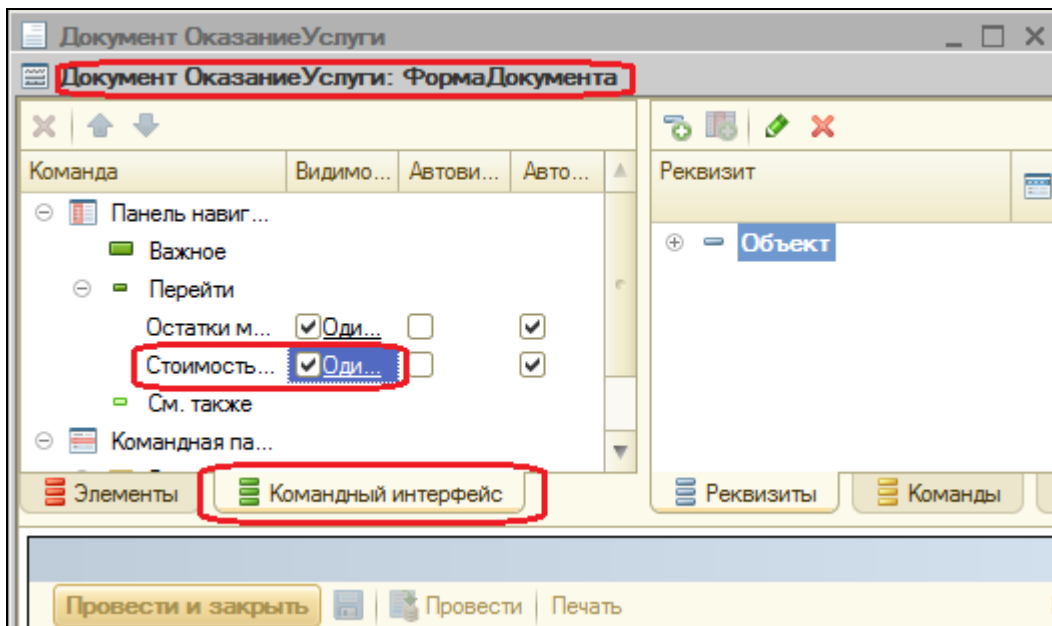 Документ ОказаниеУслуги
Документ ОказаниеУслуги: ФормаДокумента
Команда Видимо... Автови... Авто... Реквизит
Панель навиг...
Важное
Объект
Перейти
Остатки м... Оди...
Стоимость... Оди...
См. также
Командная па...
Элементы Командный интерфейс Реквизиты Команды
Провести и закрыть Провести Печать